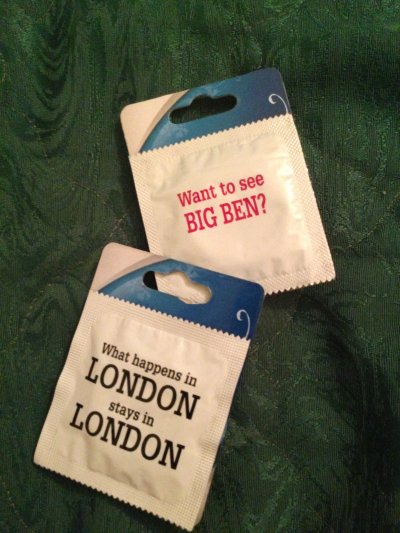 Want to see
BIG BEN?
What happens in
LONDON
stays in
LONDON